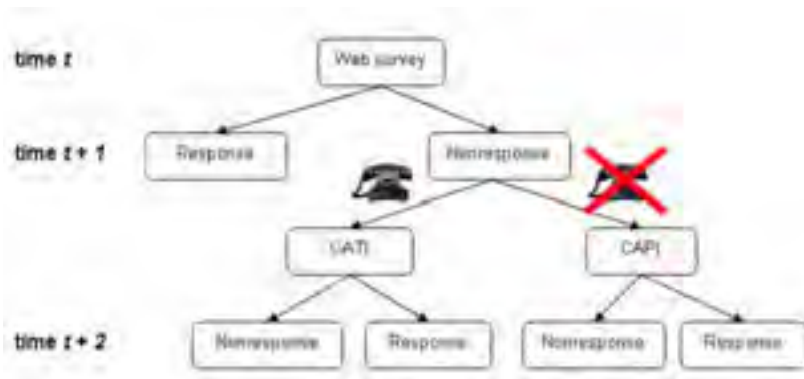 time t
Web survey
time t + 1
Response
Nonresponse
CATI
CAPI
time t + 2
Nonresponse
Response
Nonresponse
Response